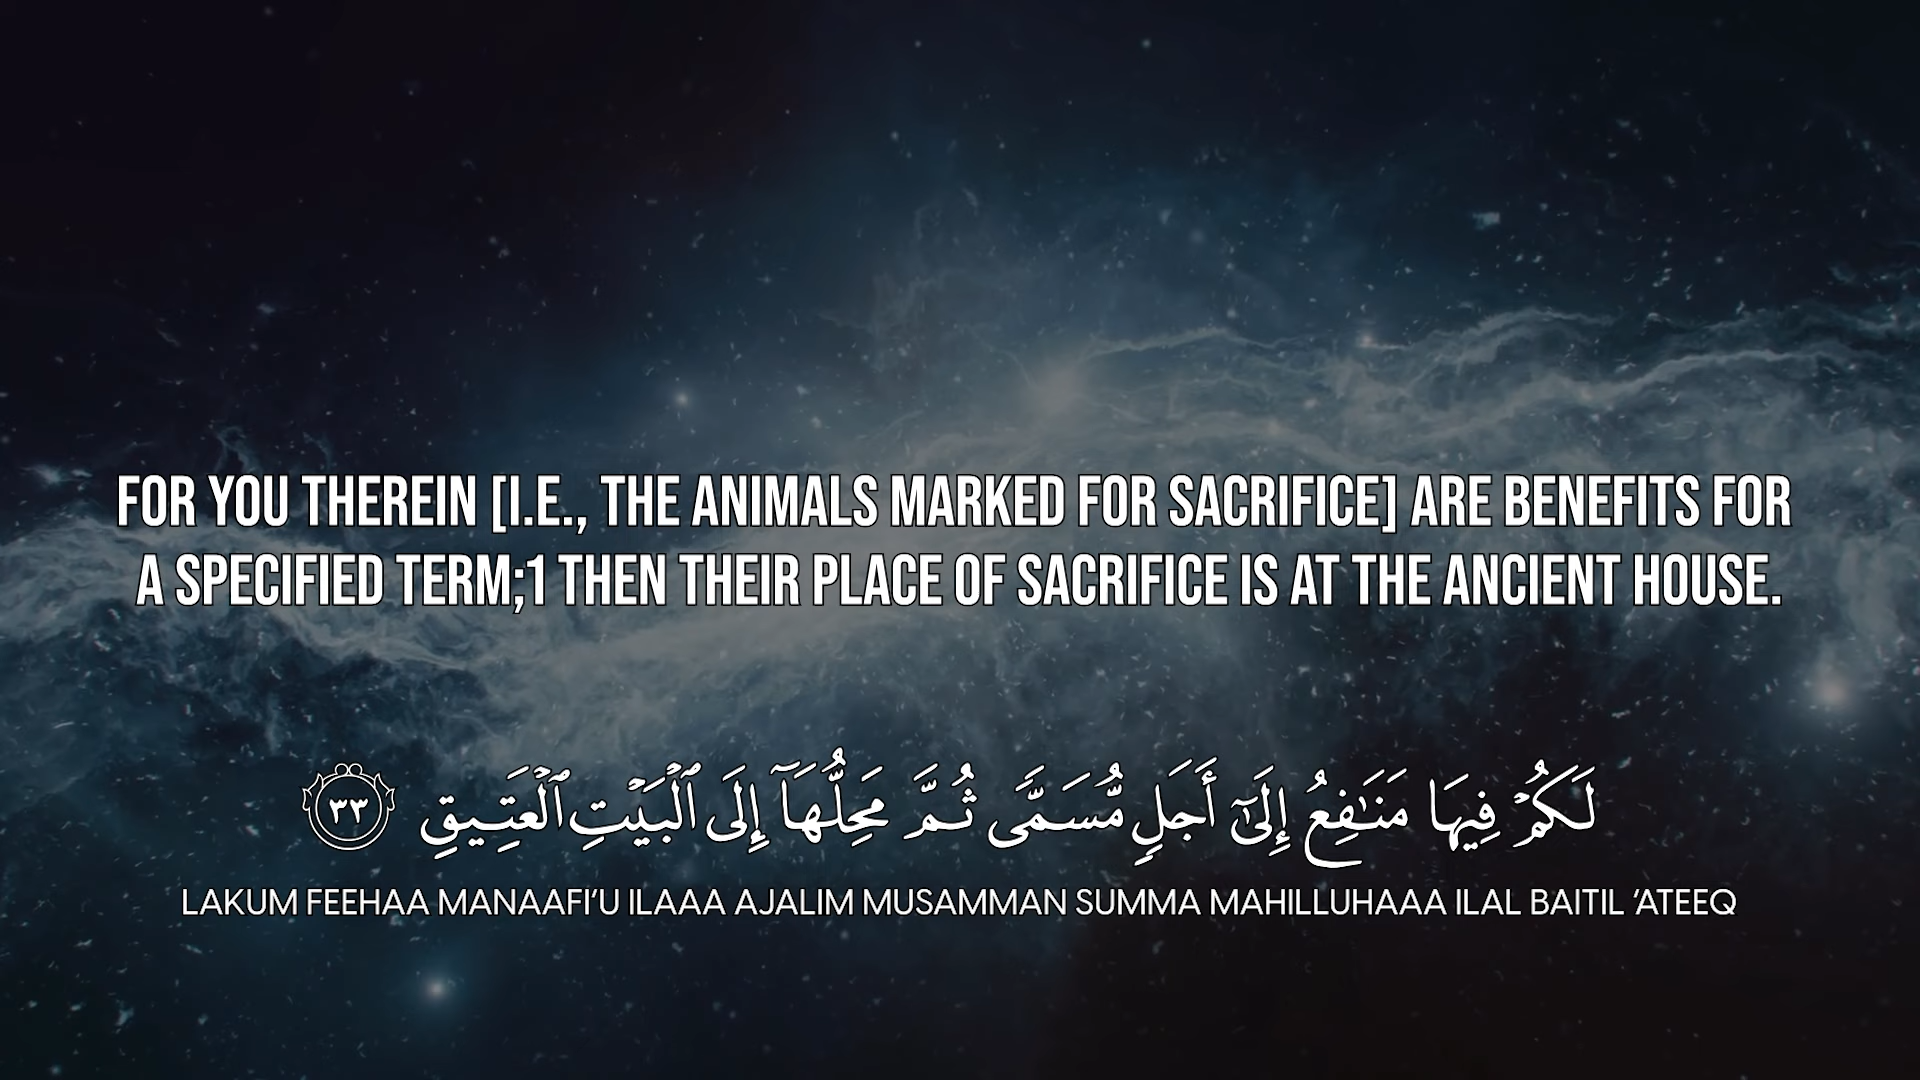 FOR YOU THEREIN [I.E., THE ANIMALS MARKED FOR SACRIFICE] ARE BENEFITS FOR
A SPECIFIED TERM;1 THEN THEIR PLACE OF SACRIFICE IS AT THE ANCIENT HOUSE.
لَكُمْ فِيهَا مَنَـٰفِعُ إِلَىٰٓ أَجَلٍ مُّسَمًّى ثُمَّ مَحِلُّهَآ إِلَى ٱلْبَيْتِ ٱلْعَتِيقِ ٣٣
LAKUM FEEHAA MANAAFI‘U ILAAA AJALIM MUSAMMAN SUMMA MAHILLUHAAA ILAL BAITIL ‘ATEEQ